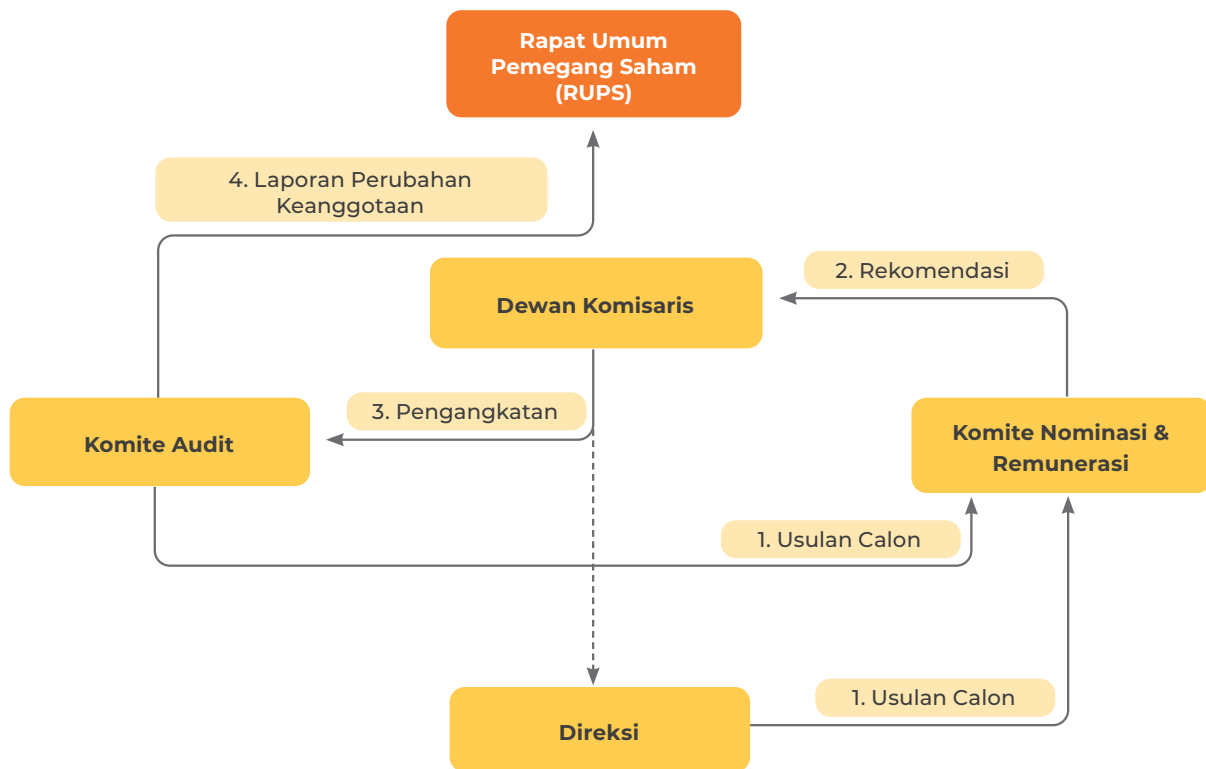 Rapat Umum
Pemegang Saham
(RUPS)
4. Laporan Perubahan
Keanggotaan
2. Rekomendasi
Dewan Komisaris
3. Pengangkatan
Komite Audit
Komite Nominasi &
Remunerasi
1. Usulan Calon
1. Usulan Calon
Direksi